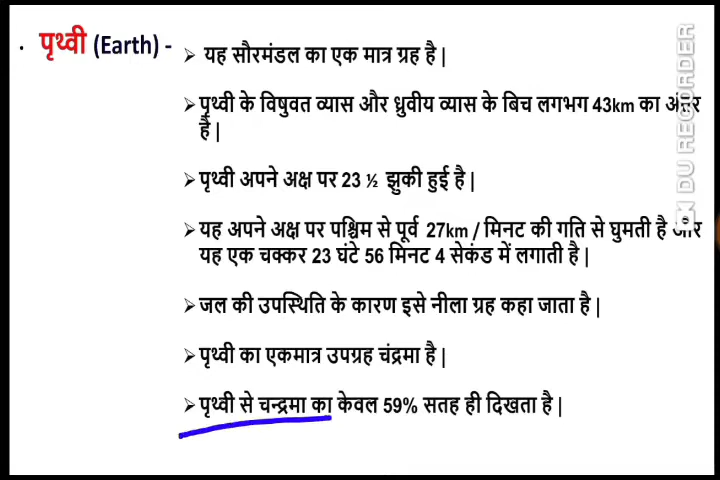 • पृथ्वी (Earth) -
➢ यह सौरमंडल का एक मात्र ग्रह है |
➢ पृथ्वी के विषुवत व्यास और ध्रुवीय व्यास के बिच लगभग 43km का अंतर
है |
➢ पृथ्वी अपने अक्ष पर 23 ½ झुकी हुई है |
➢ यह अपने अक्ष पर पश्चिम से पूर्व 27km / मिनट की गति से घुमती है और
यह एक चक्कर 23 घंटे 56 मिनट 4 सेकंड में लगाती है |
➢ जल की उपस्थिति के कारण इसे नीला ग्रह कहा जाता है |
➢ पृथ्वी का एकमात्र उपग्रह चंद्रमा है |
➢ पृथ्वी से चन्द्रमा का केवल 59% सतह ही दिखता है |
DU RECORDER